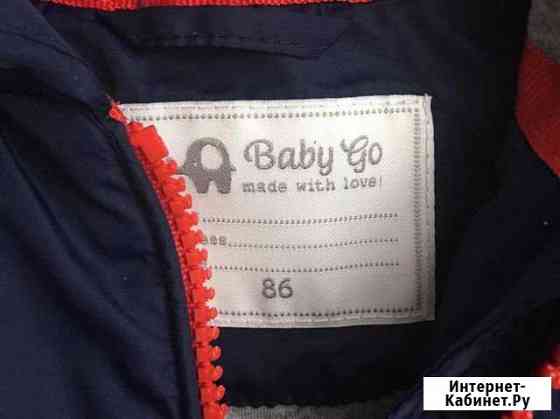 Baby Go
made with love!
86
Интернет-
Кабинет.Ру